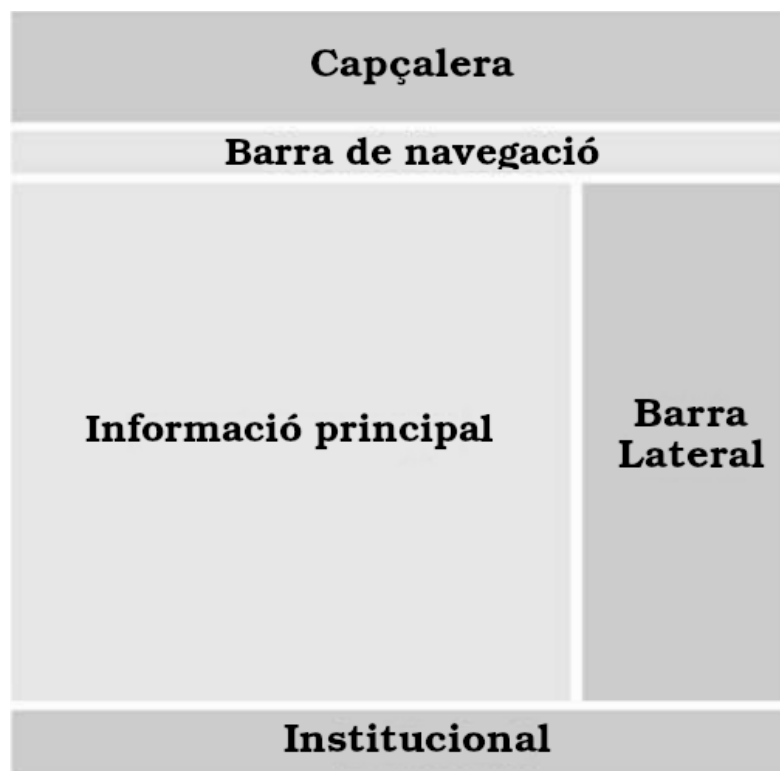 Capçalera
Barra de navegació
Informació principal
Barra
Lateral
Institucional